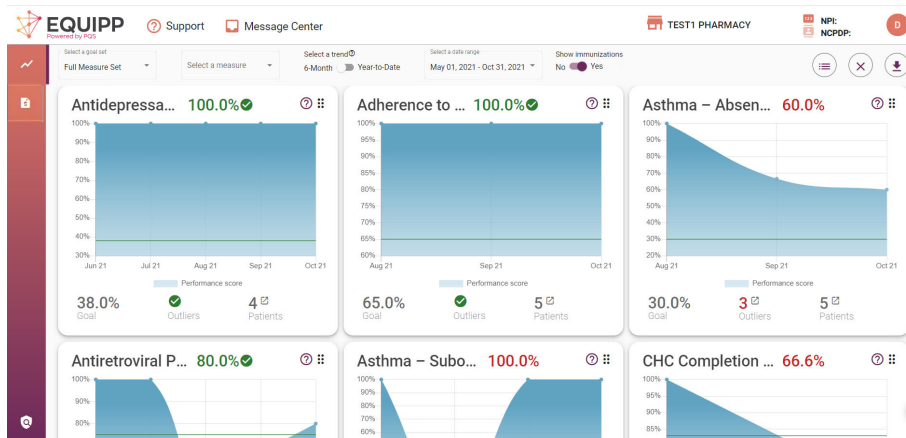 EQUIPP
Powered by PQS
Support
Message Center
TEST1 PHARMACY
NPI:
NCPDP:
D
Select a goal set
Full Measure Set
Select a measure
Select a trend
6-Month Year-to-Date
Select a date range
May 01, 2021 - Oct 31, 2021
Show immunizations
No Yes
Antidepressa... 100.0%
100%
90%
80%
70%
60%
50%
40%
30%
Jun 21 Jul 21 Aug 21 Sep 21 Oct 21
Performance score
38.0% 4
Goal Outliers Patients
Adherence to ... 100.0%
100%
95%
90%
85%
80%
75%
70%
65%
60%
Aug 21 Sep 21 Oct 21
Performance score
65.0% 5
Goal Outliers Patients
Asthma – Absen... 60.0%
100%
90%
80%
70%
60%
50%
40%
30%
20%
Aug 21 Sep 21 Oct 21
Performance score
30.0% 3 5
Goal Outliers Patients
Antiretroviral P... 80.0%
100%
90%
80%
Asthma – Subo... 100.0%
100%
90%
80%
70%
60%
CHC Completion ... 66.6%
100%
95%
90%
85%